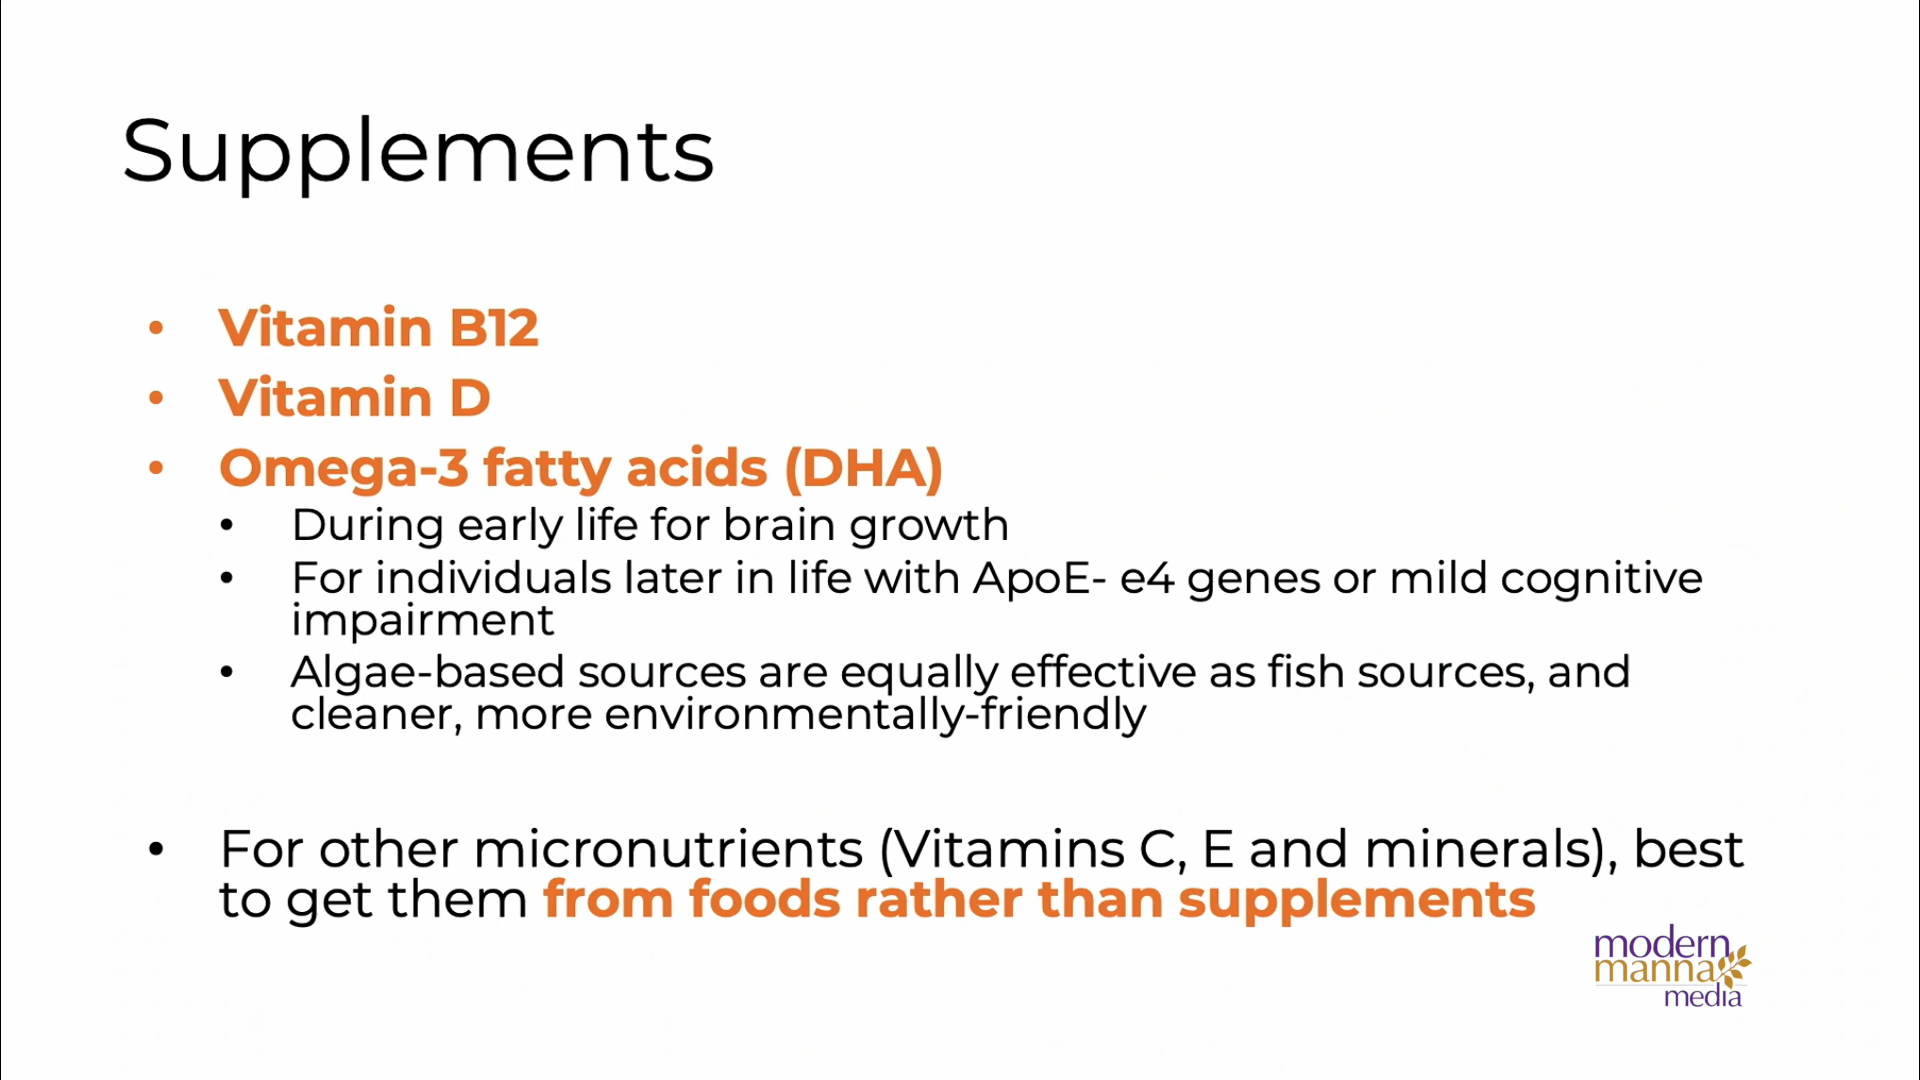 Supplements
• Vitamin B12
• Vitamin D
• Omega-3 fatty acids (DHA)
• During early life for brain growth
• For individuals later in life with ApoE- e4 genes or mild cognitive
impairment
• Algae-based sources are equally effective as fish sources, and
cleaner, more environmentally-friendly
• For other micronutrients (Vitamins C, E and minerals), best
to get them from foods rather than supplements
modern
manna
media